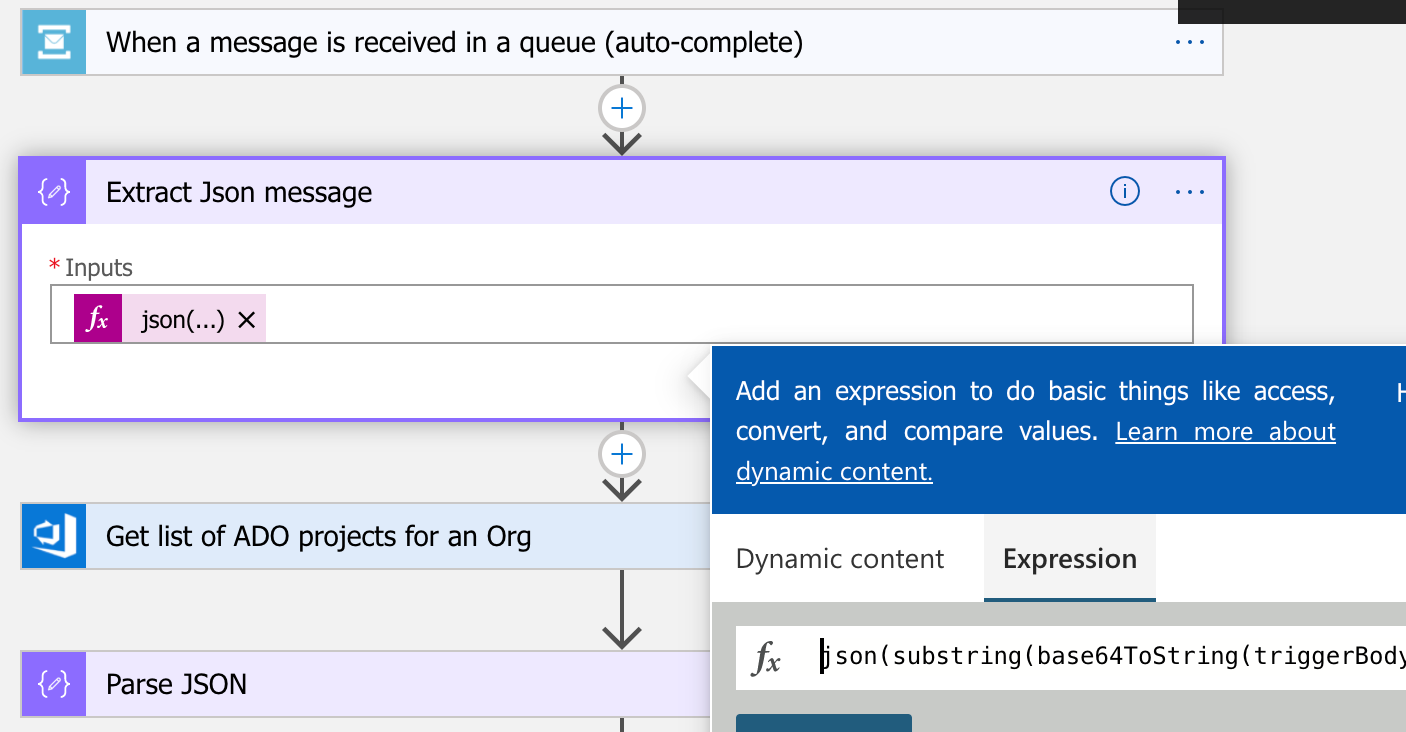 When a message is received in a queue (auto-complete)
Extract Json message
* Inputs
fx json(...)
Add an expression to do basic things like access,
convert, and compare values. Learn more about
dynamic content.
Dynamic content Expression
fx json(substring(base64ToString(triggerBody
Get list of ADO projects for an Org
Parse JSON